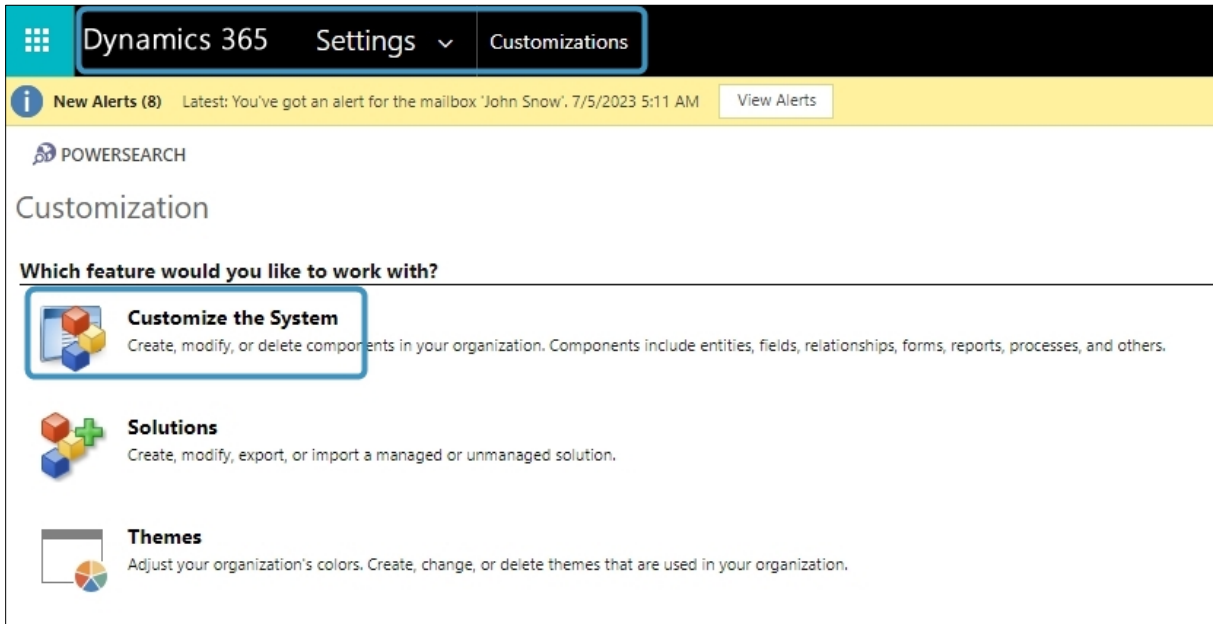 Dynamics 365 Settings Customizations
New Alerts (8) Latest: You've got an alert for the mailbox 'John Snow'. 7/5/2023 5:11 AM View Alerts
POWERSEARCH
Customization
Which feature would you like to work with?
Customize the System
Create, modify, or delete components in your organization. Components include entities, fields, relationships, forms, reports, processes, and others.
Solutions
Create, modify, export, or import a managed or unmanaged solution.
Themes
Adjust your organization's colors. Create, change, or delete themes that are used in your organization.